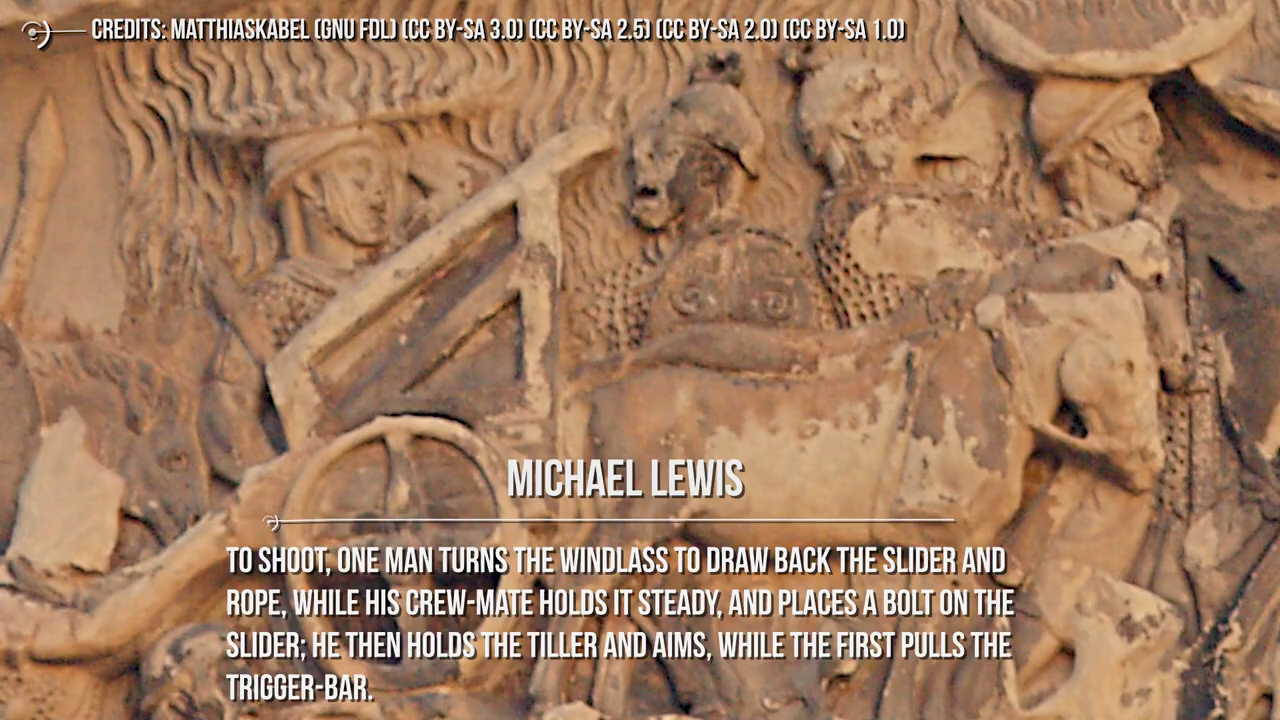 CREDITS: MATTHIASKABEL (GNU FDL) (CC BY-SA 3.0) (CC BY-SA 2.5) (CC BY-SA 2.0) (CC BY-SA 1.0)
MICHAEL LEWIS
TO SHOOT, ONE MAN TURNS THE WINDLASS TO DRAW BACK THE SLIDER AND
ROPE, WHILE HIS CREW-MATE HOLDS IT STEADY, AND PLACES A BOLT ON THE
SLIDER; HE THEN HOLDS THE TILLER AND AIMS, WHILE THE FIRST PULLS THE
TRIGGER-BAR.